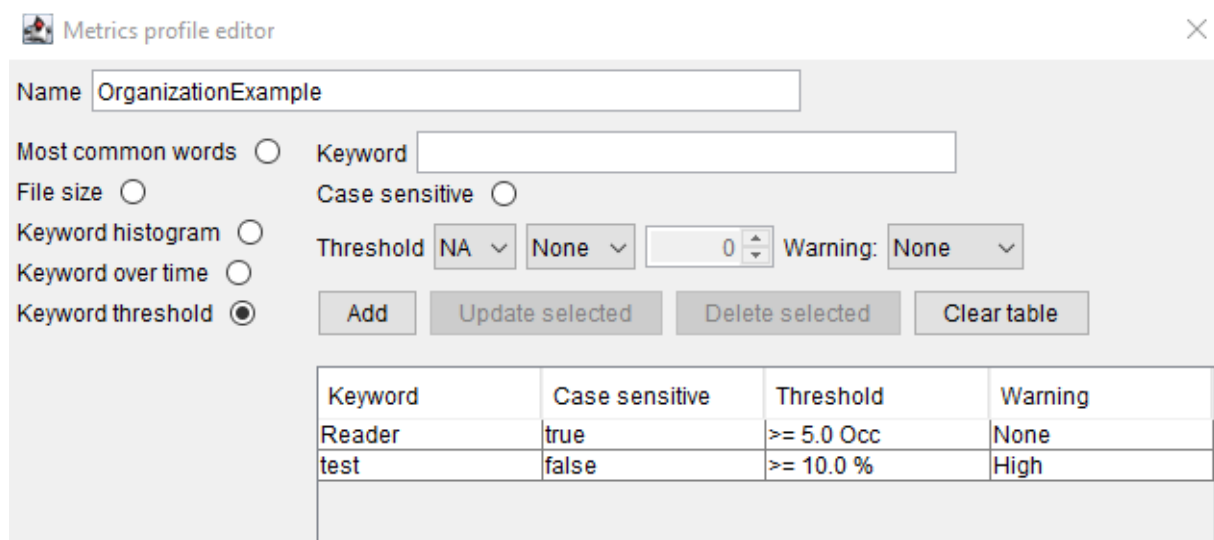 Metrics profile editor
Name OrganizationExample
Most common words Keyword
File size Case sensitive
Keyword histogram Threshold NA None 0 Warning: None
Keyword over time
Keyword threshold Add Update selected Delete selected Clear table
Keyword Case sensitive Threshold Warning
Reader true >= 5.0 Occ None
test false >= 10.0 % High